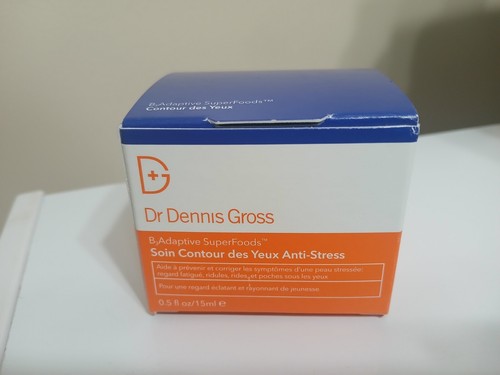 B₃Adaptive SuperFoods™
Contour des Yeux
D
Dr Dennis Gross
B₃Adaptive SuperFoods™
Soin Contour des Yeux Anti-Stress
Aide à prévenir et corriger les symptômes d'une peau stressée:
regard fatigué, ridules, rides et poches sous les yeux
Pour une regard éclatant et rayonnant de jeunesse
0.5 fl oz/15ml ℮